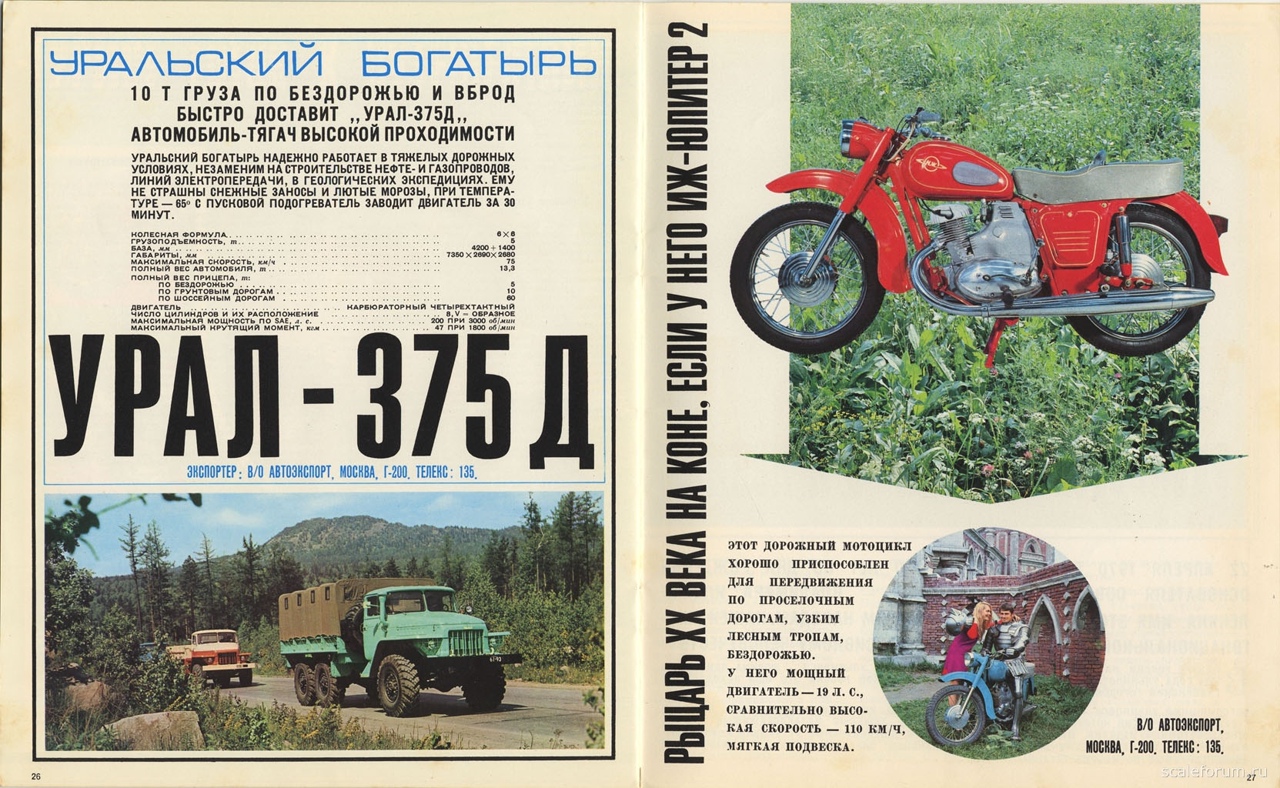 УРАЛЬСКИЙ БОГАТЫРЬ
10 Т ГРУЗА ПО БЕЗДОРОЖЬЮ И ВБРОД
БЫСТРО ДОСТАВИТ „УРАЛ-375Д„
АВТОМОБИЛЬ-ТЯГАЧ ВЫСОКОЙ ПРОХОДИМОСТИ
УРАЛЬСКИЙ БОГАТЫРЬ НАДЕЖНО РАБОТАЕТ В ТЯЖЕЛЫХ ДОРОЖНЫХ
УСЛОВИЯХ, НЕЗАМЕНИМ НА СТРОИТЕЛЬСТВЕ НЕФТЕ- И ГАЗОПРОВОДОВ,
ЛИНИЙ ЭЛЕКТРОПЕРЕДАЧИ, В ГЕОЛОГИЧЕСКИХ ЭКСПЕДИЦИЯХ. ЕМУ
НЕ СТРАШНЫ СНЕЖНЫЕ ЗАНОСЫ И ЛЮТЫЕ МОРОЗЫ, ПРИ ТЕМПЕРА-
ТУРЕ — 65° С ПУСКОВОЙ ПОДОГРЕВАТЕЛЬ ЗАВОДИТ ДВИГАТЕЛЬ ЗА 30
МИНУТ.
КОЛЕСНАЯ ФОРМУЛА 6×6
ГРУЗОПОДЪЕМНОСТЬ, т 5
БАЗА, мм 4200 + 1400
ГАБАРИТЫ, мм 7350×2690×2680
МАКСИМАЛЬНАЯ СКОРОСТЬ, км/ч 75
ПОЛНЫЙ ВЕС АВТОМОБИЛЯ, т 13,3
ПОЛНЫЙ ВЕС ПРИЦЕПА, т:
ПО БЕЗДОРОЖЬЮ 5
ПО ГРУНТОВЫМ ДОРОГАМ 10
ПО ШОССЕЙНЫМ ДОРОГАМ 60
ДВИГАТЕЛЬ КАРБЮРАТОРНЫЙ ЧЕТЫРЕХТАНТНЫЙ
ЧИСЛО ЦИЛИНДРОВ И ИХ РАСПОЛОЖЕНИЕ 8, V — ОБРАЗНОЕ
МАКСИМАЛЬНАЯ МОЩНОСТЬ ПО SAE, л. с. 200 ПРИ 3000 об/мин
МАКСИМАЛЬНЫЙ КРУТЯЩИЙ МОМЕНТ, кгм 47 ПРИ 1800 об/мин
УРАЛ - 375Д
ЭКСПОРТЕР: В/О АВТОЭКСПОРТ, МОСКВА, Г-200. ТЕЛЕКС: 135.
26
РЫЦАРЬ XX ВЕКА НА КОНЕ, ЕСЛИ У НЕГО ИЖ-ЮПИТЕР 2
ЭТОТ ДОРОЖНЫЙ МОТОЦИКЛ
ХОРОШО ПРИСПОСОБЛЕН
ДЛЯ ПЕРЕДВИЖЕНИЯ
ПО ПРОСЕЛОЧНЫМ
ДОРОГАМ, УЗКИМ
ЛЕСНЫМ ТРОПАМ,
БЕЗДОРОЖЬЮ.
У НЕГО МОЩНЫЙ
ДВИГАТЕЛЬ — 19 Л. С.,
СРАВНИТЕЛЬНО ВЫСО-
КАЯ СКОРОСТЬ — 110 КМ/Ч,
МЯГКАЯ ПОДВЕСКА.
В/О АВТОЭКСПОРТ,
МОСКВА, Г-200. ТЕЛЕКС: 135.
scaleforum.ru
27